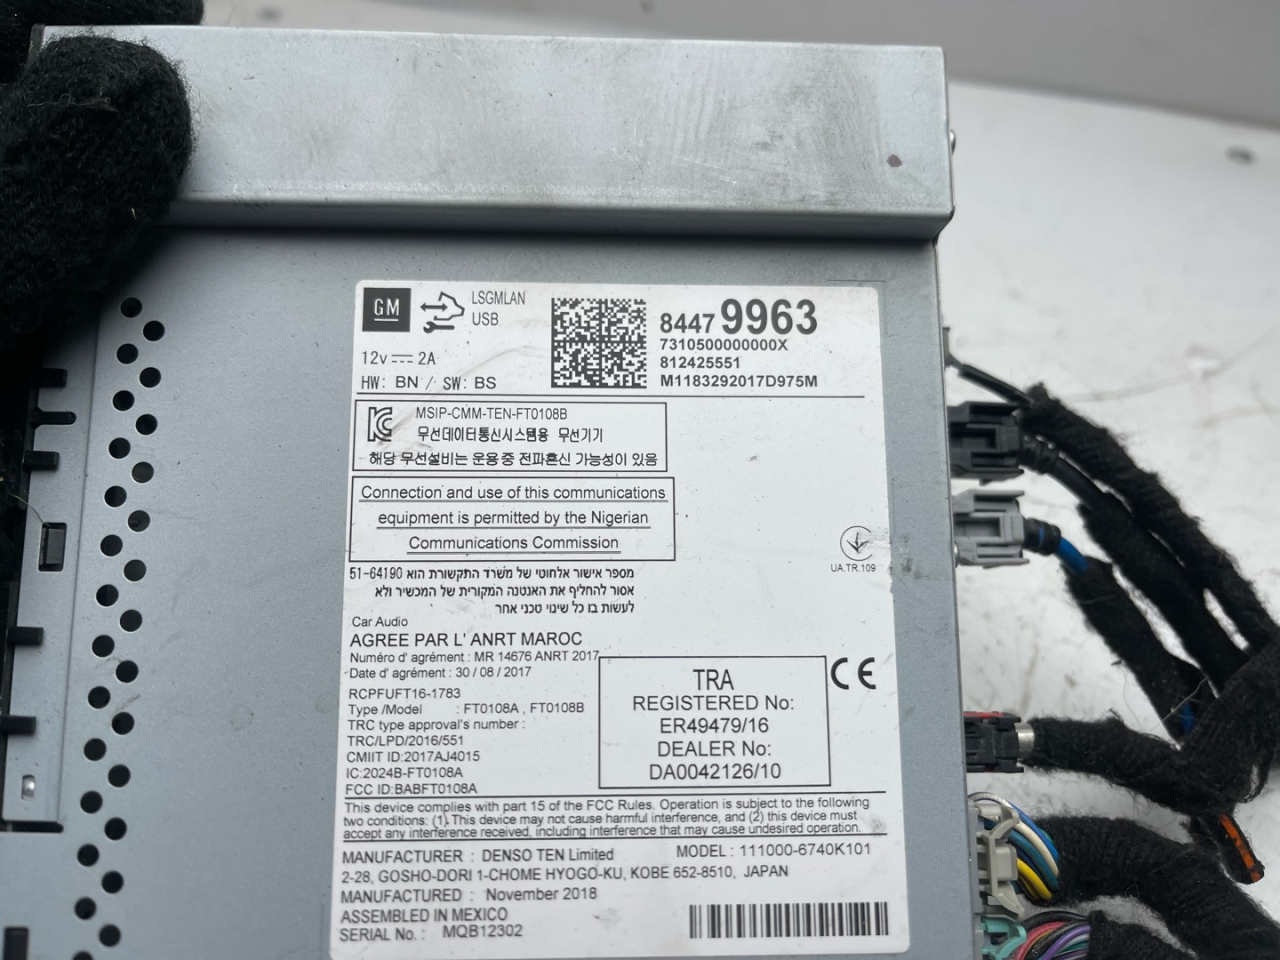 GM
LSGMLAN
USB
8447 9963
7310500000000X
812425551
M1183292017D975M
12v 2A
HW: BN / SW: BS
MSIP-CMM-TEN-FT0108B
무선데이터통신시스템용 무선기기
해당 무선설비는 운용중 전파혼신 가능성이 있음
Connection and use of this communications
equipment is permitted by the Nigerian
Communications Commission
UA.TR.109
מספר אישור אלחוטי של משרד התקשורת הוא 51-64190
אסור להחליף את האנטנה המקורית של המכשיר ולא
לעשות בו כל שינוי טכני אחר
Car Audio
AGREE PAR L' ANRT MAROC
Numéro d' agrément : MR 14676 ANRT 2017
Date d' agrément : 30 / 08 / 2017
RCPFUFT16-1783
Type /Model : FT0108A , FT0108B
TRC type approval's number :
TRC/LPD/2016/551
CMIIT ID:2017AJ4015
IC:2024B-FT0108A
FCC ID:BABFT0108A
TRA
REGISTERED No:
ER49479/16
DEALER No:
DA0042126/10
CE
This device complies with part 15 of the FCC Rules. Operation is subject to the following
two conditions: (1) This device may not cause harmful interference, and (2) this device must
accept any interference received, including interference that may cause undesired operation.
MANUFACTURER : DENSO TEN Limited MODEL : 111000-6740K101
2-28, GOSHO-DORI 1-CHOME HYOGO-KU, KOBE 652-8510, JAPAN
MANUFACTURED : November 2018
ASSEMBLED IN MEXICO
SERIAL No. : MQB12302